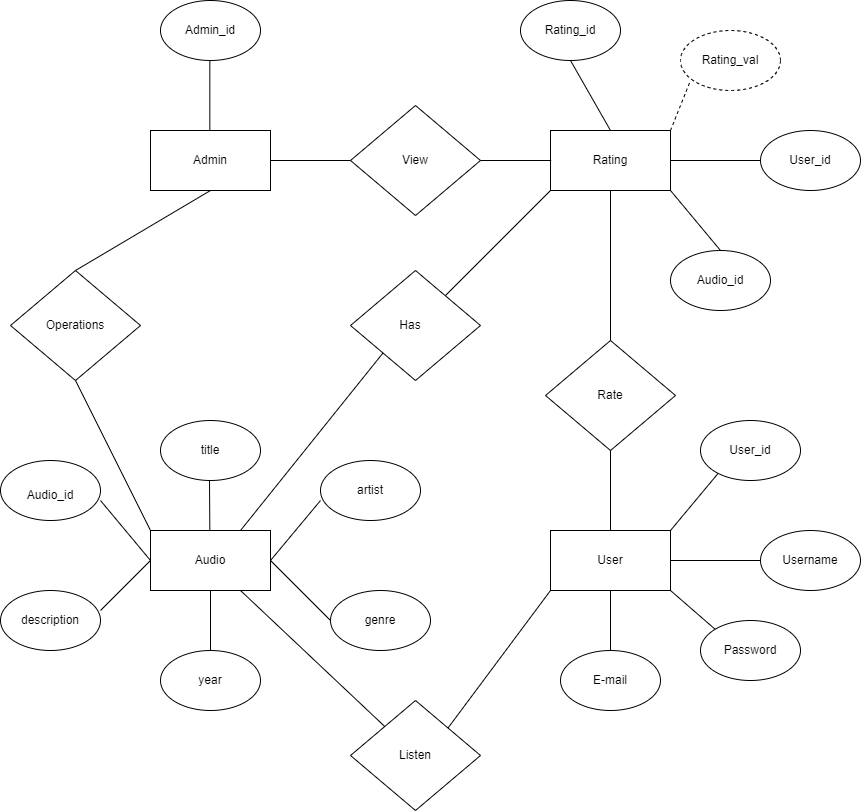 Admin_id
Rating_id
Rating_val
Admin
View
Rating
User_id
Audio_id
Operations
Has
Rate
title
User_id
Audio_id
artist
Audio
User
Username
description
genre
Password
year
E-mail
Listen